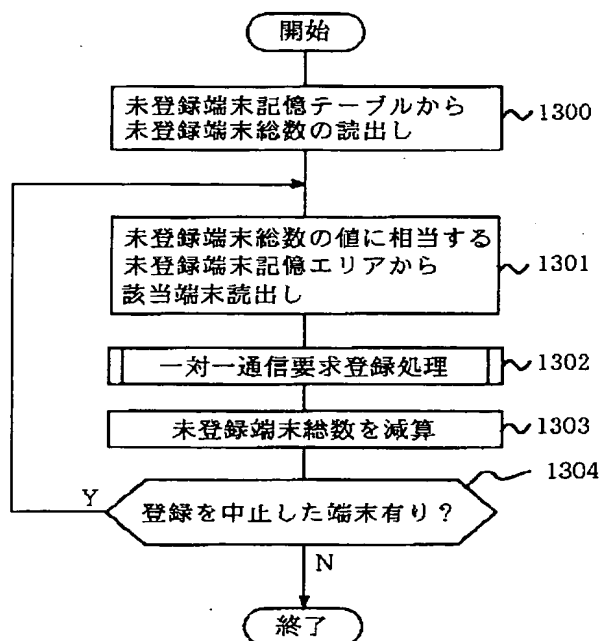 開始
未登録端末記憶テーブルから
未登録端末総数の読出し
1300
未登録端末総数の値に相当する
未登録端末記憶エリアから
該当端末読出し
1301
一対一通信要求登録処理
1302
未登録端末総数を減算
1303
1304
登録を中止した端末有り？
Y
N
終了